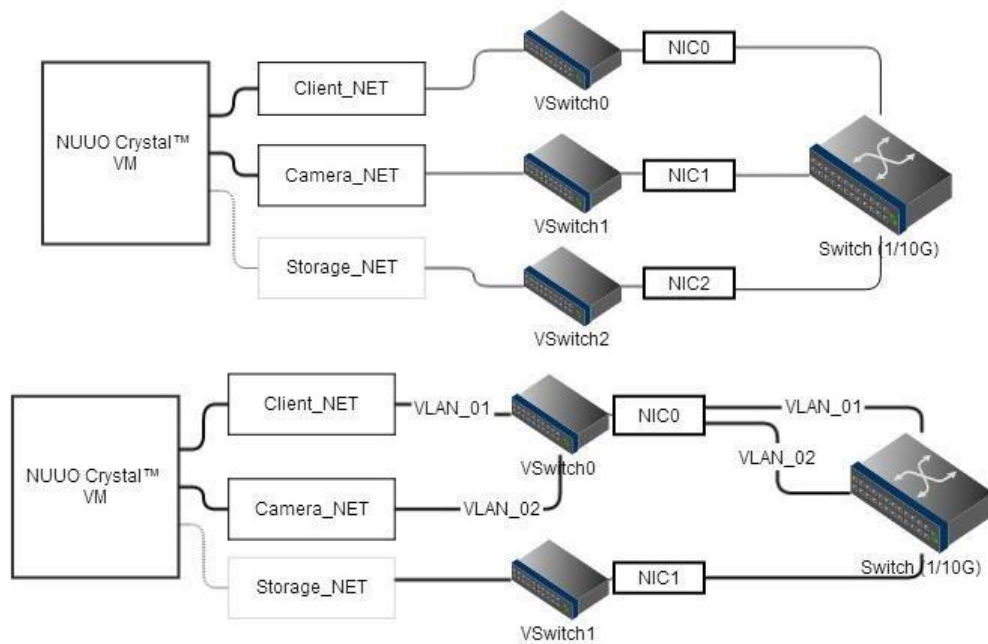 NIC0
Client_NET
VSwitch0
NUUO Crystal™
VM
Camera_NET
NIC1
VSwitch1
Switch (1/10G)
Storage_NET
NIC2
VSwitch2
Client_NET
VLAN_01
NIC0
VLAN_01
VLAN_02
VSwitch0
NUUO Crystal™
VM
Camera_NET
VLAN_02
Switch (1/10G)
Storage_NET
NIC1
VSwitch1